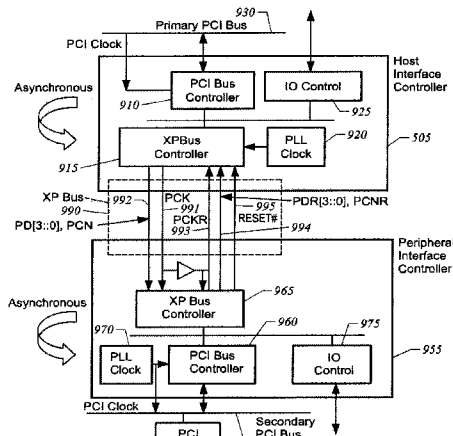 Primary PCI Bus 930
PCI Clock
Host
Interface
Controller
Asynchronous
910
PCI Bus
Controller
IO Control
925
915
XPBus
Controller
PLL
Clock
920
505
XP Bus
990
992
PCK
991
PDR[3::0], PCNR
PD[3::0], PCN
PCKR
993
995
RESET#
994
Peripheral
Interface
Controller
Asynchronous
XP Bus
Controller
965
970
960
975
PLL
Clock
PCI Bus
Controller
IO
Control
955
PCI Clock
Secondary
PCI Bus
PCI